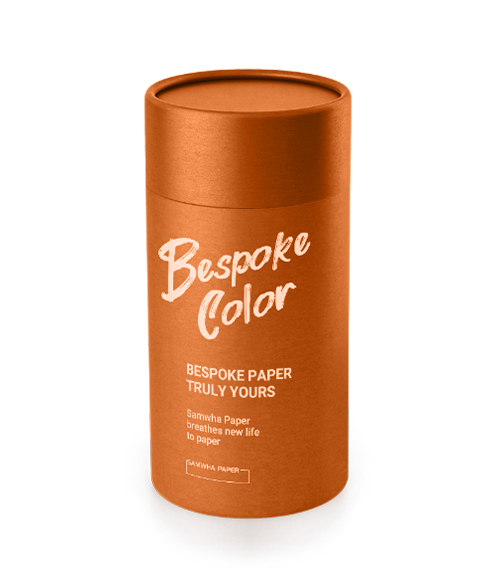 Bespoke
Color
BESPOKE PAPER
TRULY YOURS
Samwha Paper
breathes new life
to paper
SAMWHA PAPER